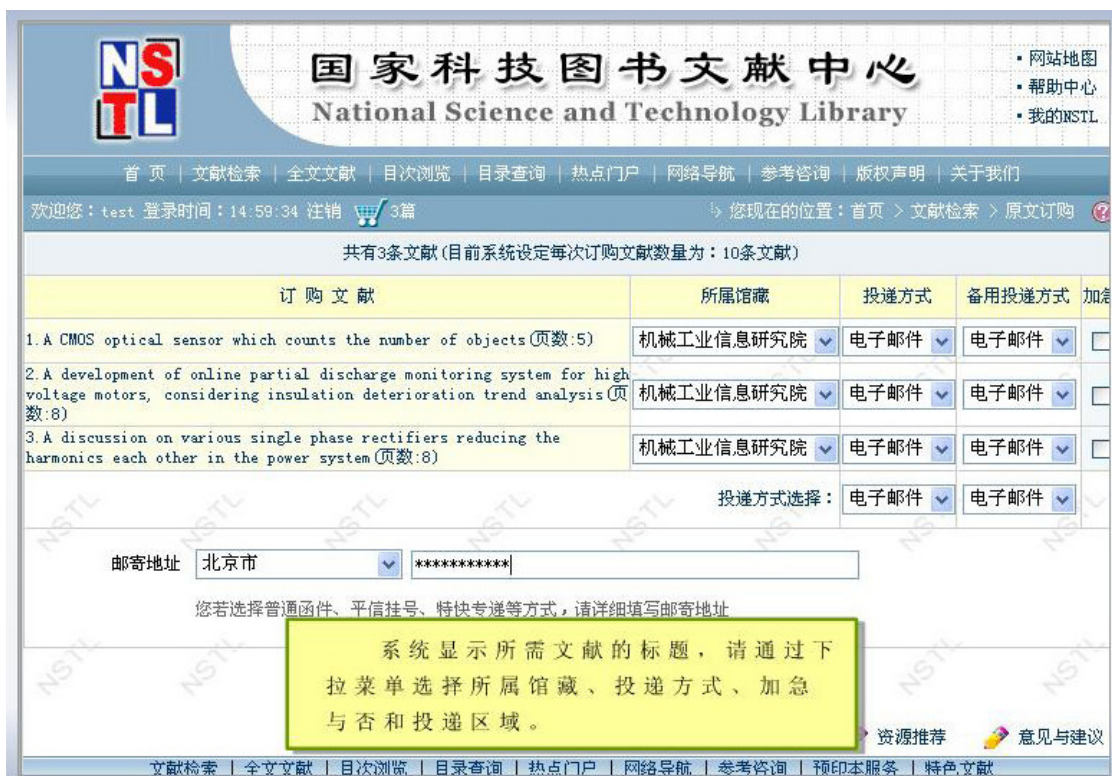 NSTL
国家科技图书文献中心
National Science and Technology Library
·网站地图
·帮助中心
·我的NSTL
首 页 | 文献检索 | 全文文献 | 目次浏览 | 目录查询 | 热点门户 | 网络导航 | 参考咨询 | 版权声明 | 关于我们
欢迎您：test 登录时间：14:59:34 注销 3篇 您现在的位置：首页 > 文献检索 > 原文订购
共有3条文献(目前系统设定每次订购文献数量为：10条文献)
订 购 文 献 所属馆藏 投递方式 备用投递方式 加急
1.A CMOS optical sensor which counts the number of objects(页数:5) 机械工业信息研究院 电子邮件 电子邮件
2.A development of online partial discharge monitoring system for high
voltage motors, considering insulation deterioration trend analysis(页
数:8) 机械工业信息研究院 电子邮件 电子邮件
3.A discussion on various single phase rectifiers reducing the
harmonics each other in the power system(页数:8) 机械工业信息研究院 电子邮件 电子邮件
投递方式选择： 电子邮件 电子邮件
邮寄地址 北京市 ***********
您若选择普通函件、平信挂号、特快专递等方式，请详细填写邮寄地址
系统显示所需文献的标题，请通过下
拉菜单选择所属馆藏、投递方式、加急
与否和投递区域。
资源推荐 意见与建议
文献检索 | 全文文献 | 目次浏览 | 目录查询 | 热点门户 | 网络导航 | 参考咨询 | 预印本服务 | 特色文献